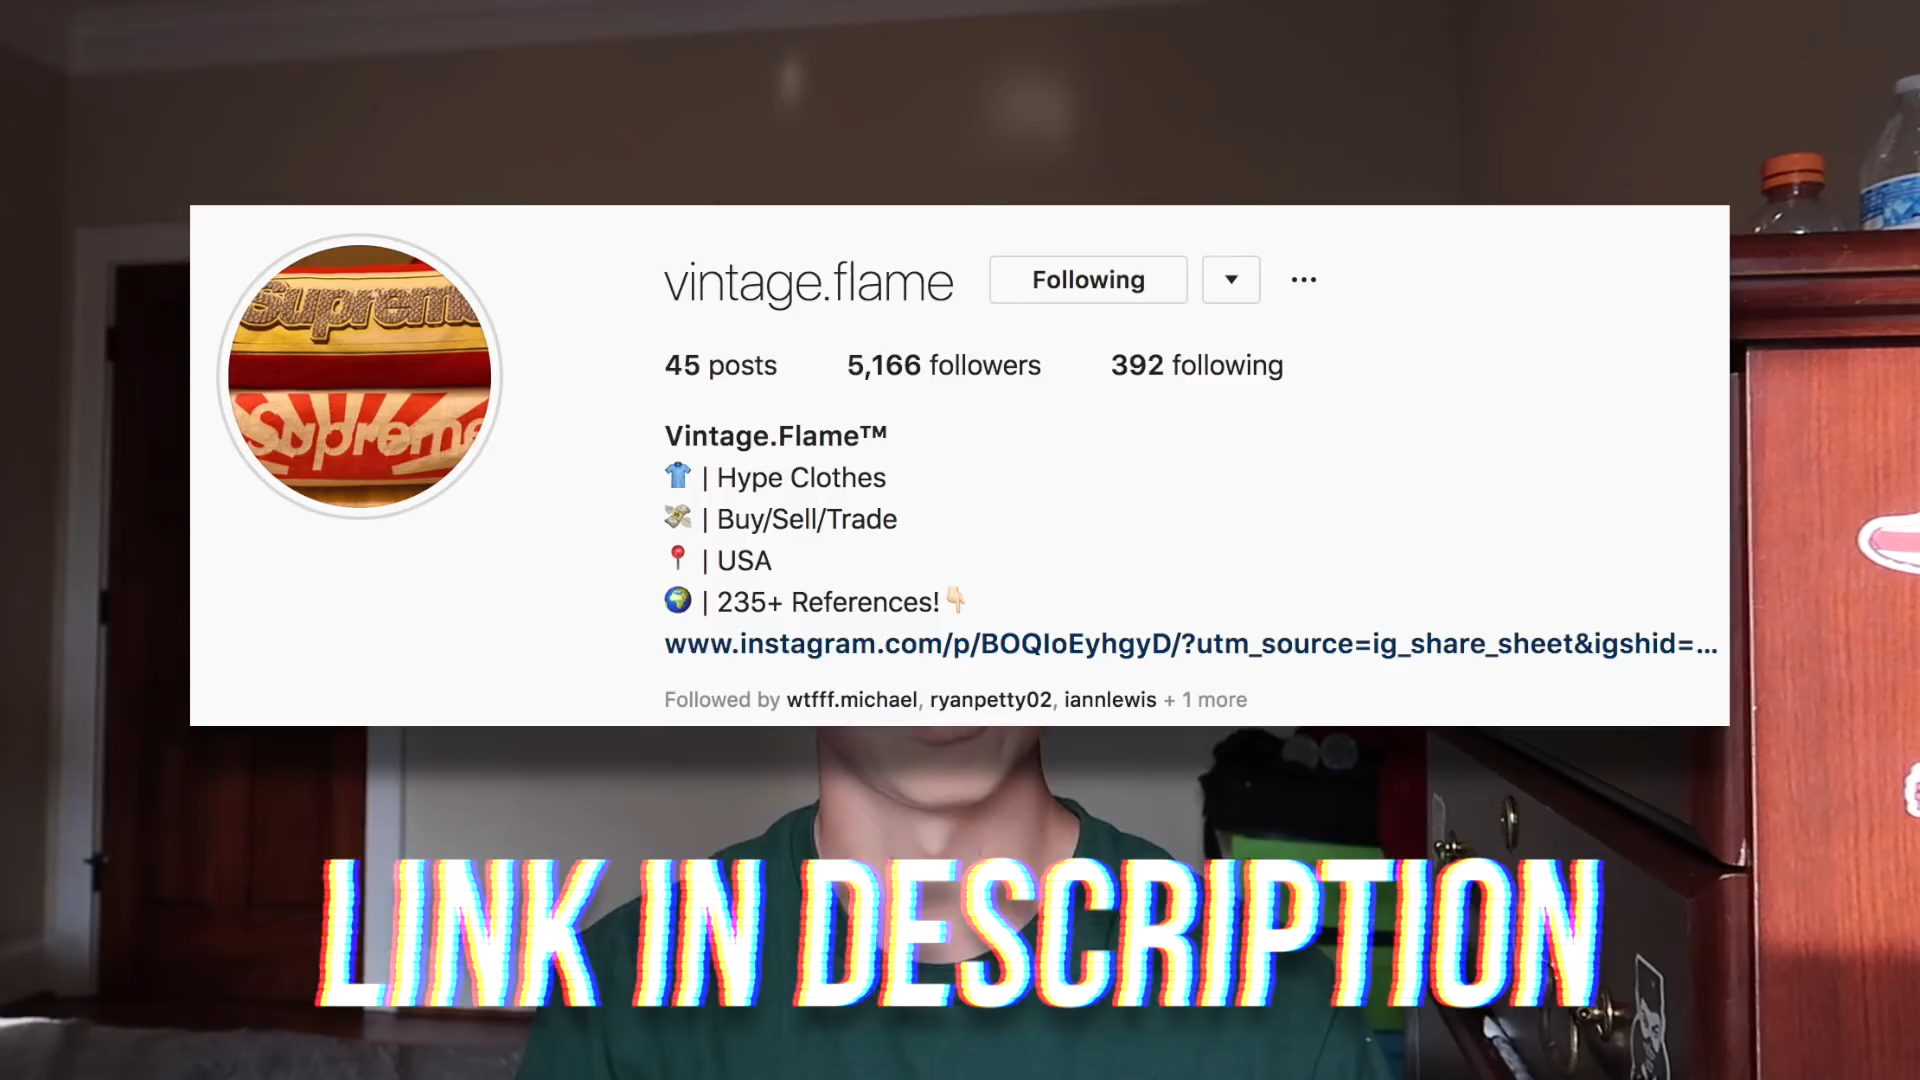 vintage.flame Following ▼ ...
45 posts 5,166 followers 392 following
Vintage.Flame™
👕 | Hype Clothes
💸 | Buy/Sell/Trade
📍 | USA
🌍 | 235+ References!👇🏻
www.instagram.com/p/BOQIoEyhgyD/?utm_source=ig_share_sheet&igshid=...
Followed by wtfff.michael, ryanpetty02, iannlewis + 1 more
Supreme
Supreme
LINK IN DESCRIPTION